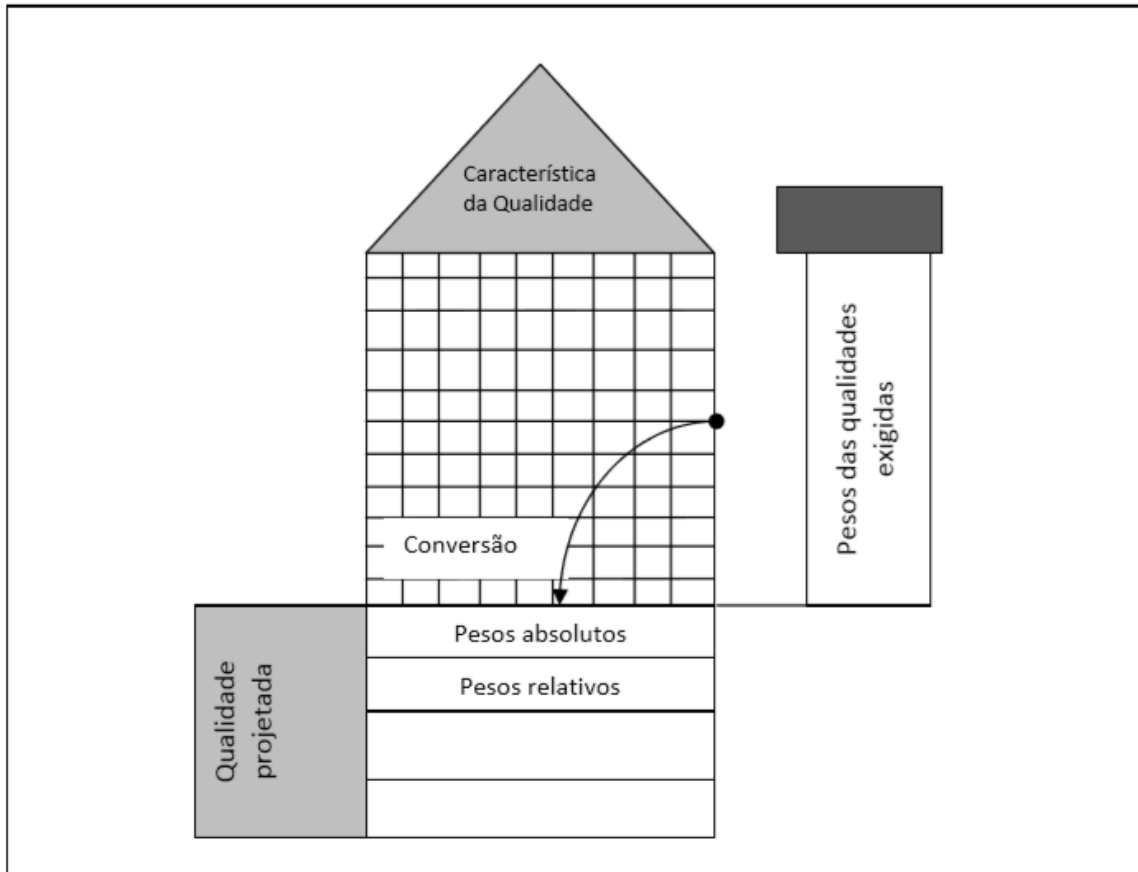 Característica
da Qualidade
Pesos das qualidades
exigidas
Conversão
Pesos absolutos
Pesos relativos
Qualidade
projetada